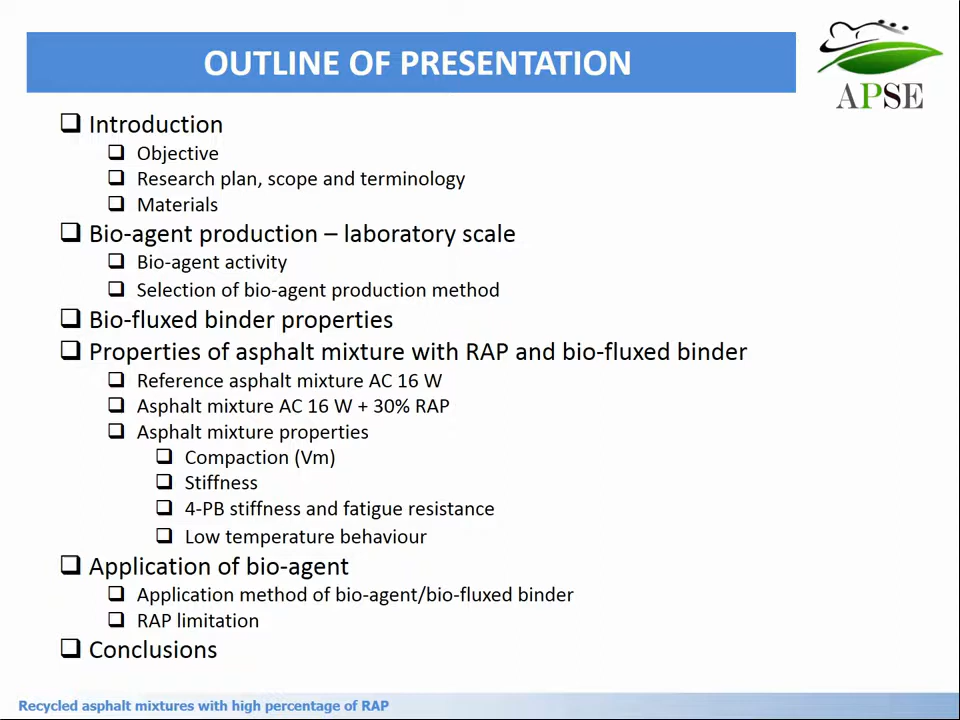 OUTLINE OF PRESENTATION
APSE
Introduction
Objective
Research plan, scope and terminology
Materials
Bio-agent production – laboratory scale
Bio-agent activity
Selection of bio-agent production method
Bio-fluxed binder properties
Properties of asphalt mixture with RAP and bio-fluxed binder
Reference asphalt mixture AC 16 W
Asphalt mixture AC 16 W + 30% RAP
Asphalt mixture properties
Compaction (Vm)
Stiffness
4-PB stiffness and fatigue resistance
Low temperature behaviour
Application of bio-agent
Application method of bio-agent/bio-fluxed binder
RAP limitation
Conclusions
Recycled asphalt mixtures with high percentage of RAP